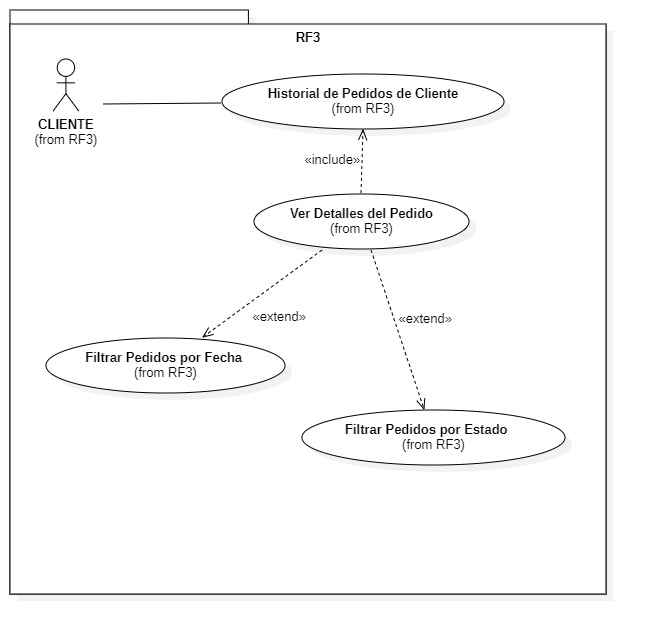 RF3
CLIENTE
(from RF3)
Historial de Pedidos de Cliente
(from RF3)
«include»
Ver Detalles del Pedido
(from RF3)
«extend»
«extend»
Filtrar Pedidos por Fecha
(from RF3)
Filtrar Pedidos por Estado
(from RF3)